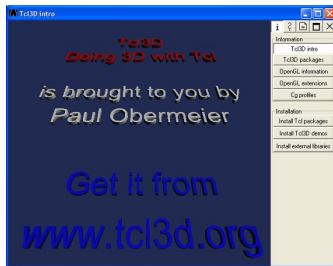 Tcl3D intro
Tcl3D
Doing 3D with Tcl
is brought to you by
Paul Obermeier
Get it from
www.tcl3d.org
i ?
Information
Tcl3D intro
Tcl3D packages
OpenGL information
OpenGL extensions
Cg profiles
Installation
Install Tcl packages
Install Tcl3D demos
Install external libraries